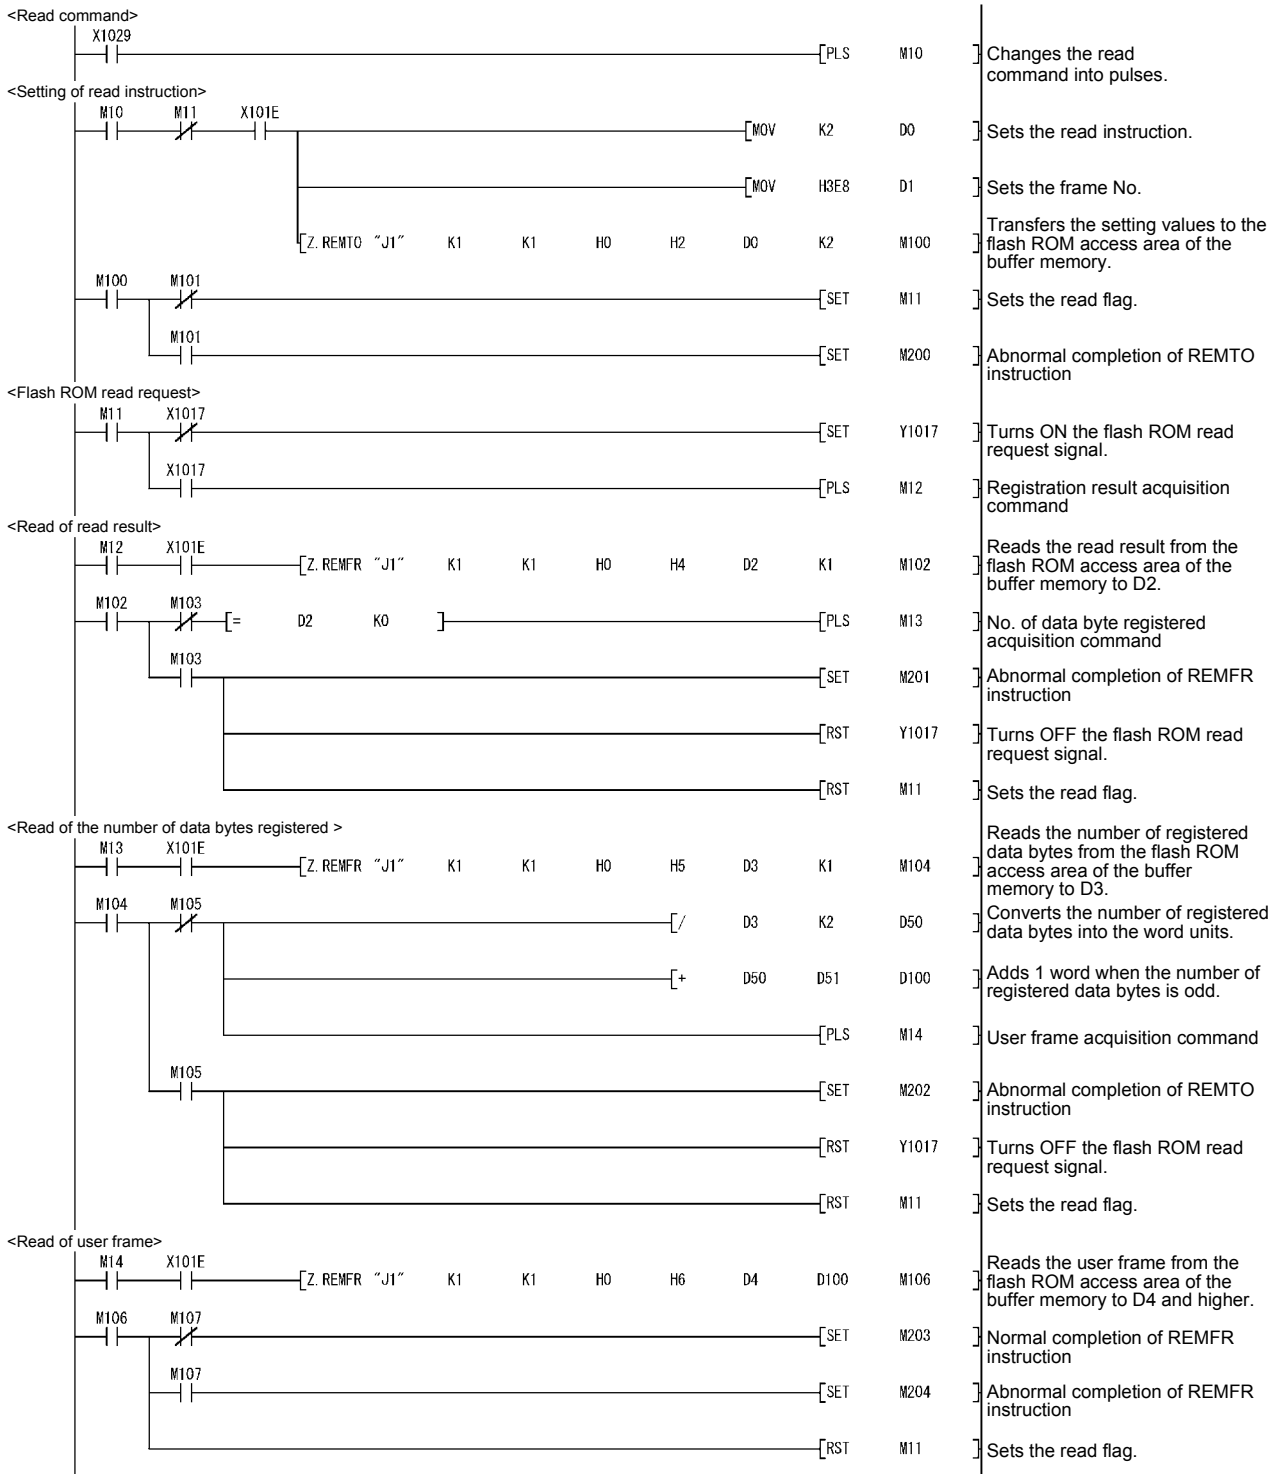 <Read command>
X1029
PLS M10
Changes the read
command into pulses.
<Setting of read instruction>
M10 M11 X101E
MOV K2 D0
Sets the read instruction.
MOV H3E8 D1
Sets the frame No.
Z.REMTO "J1" K1 K1 H0 H2 D0 K2 M100
Transfers the setting values to the
flash ROM access area of the
buffer memory.
M100 M101
SET M11
Sets the read flag.
M101
SET M200
Abnormal completion of REMTO
instruction
<Flash ROM read request>
M11 X1017
SET Y1017
Turns ON the flash ROM read
request signal.
X1017
PLS M12
Registration result acquisition
command
<Read of read result>
M12 X101E
Z.REMFR "J1" K1 K1 H0 H4 D2 K1 M102
Reads the read result from the
flash ROM access area of the
buffer memory to D2.
M102 M103
= D2 K0
PLS M13
No. of data byte registered
acquisition command
M103
SET M201
Abnormal completion of REMFR
instruction
RST Y1017
Turns OFF the flash ROM read
request signal.
RST M11
Sets the read flag.
<Read of the number of data bytes registered >
M13 X101E
Z.REMFR "J1" K1 K1 H0 H5 D3 K1 M104
Reads the number of registered
data bytes from the flash ROM
access area of the buffer
memory to D3.
M104 M105
/ D3 K2 D50
Converts the number of registered
data bytes into the word units.
+ D50 D51 D100
Adds 1 word when the number of
registered data bytes is odd.
PLS M14
User frame acquisition command
M105
SET M202
Abnormal completion of REMTO
instruction
RST Y1017
Turns OFF the flash ROM read
request signal.
RST M11
Sets the read flag.
<Read of user frame>
M14 X101E
Z.REMFR "J1" K1 K1 H0 H6 D4 D100 M106
Reads the user frame from the
flash ROM access area of the
buffer memory to D4 and higher.
M106 M107
SET M203
Normal completion of REMFR
instruction
M107
SET M204
Abnormal completion of REMFR
instruction
RST M11
Sets the read flag.